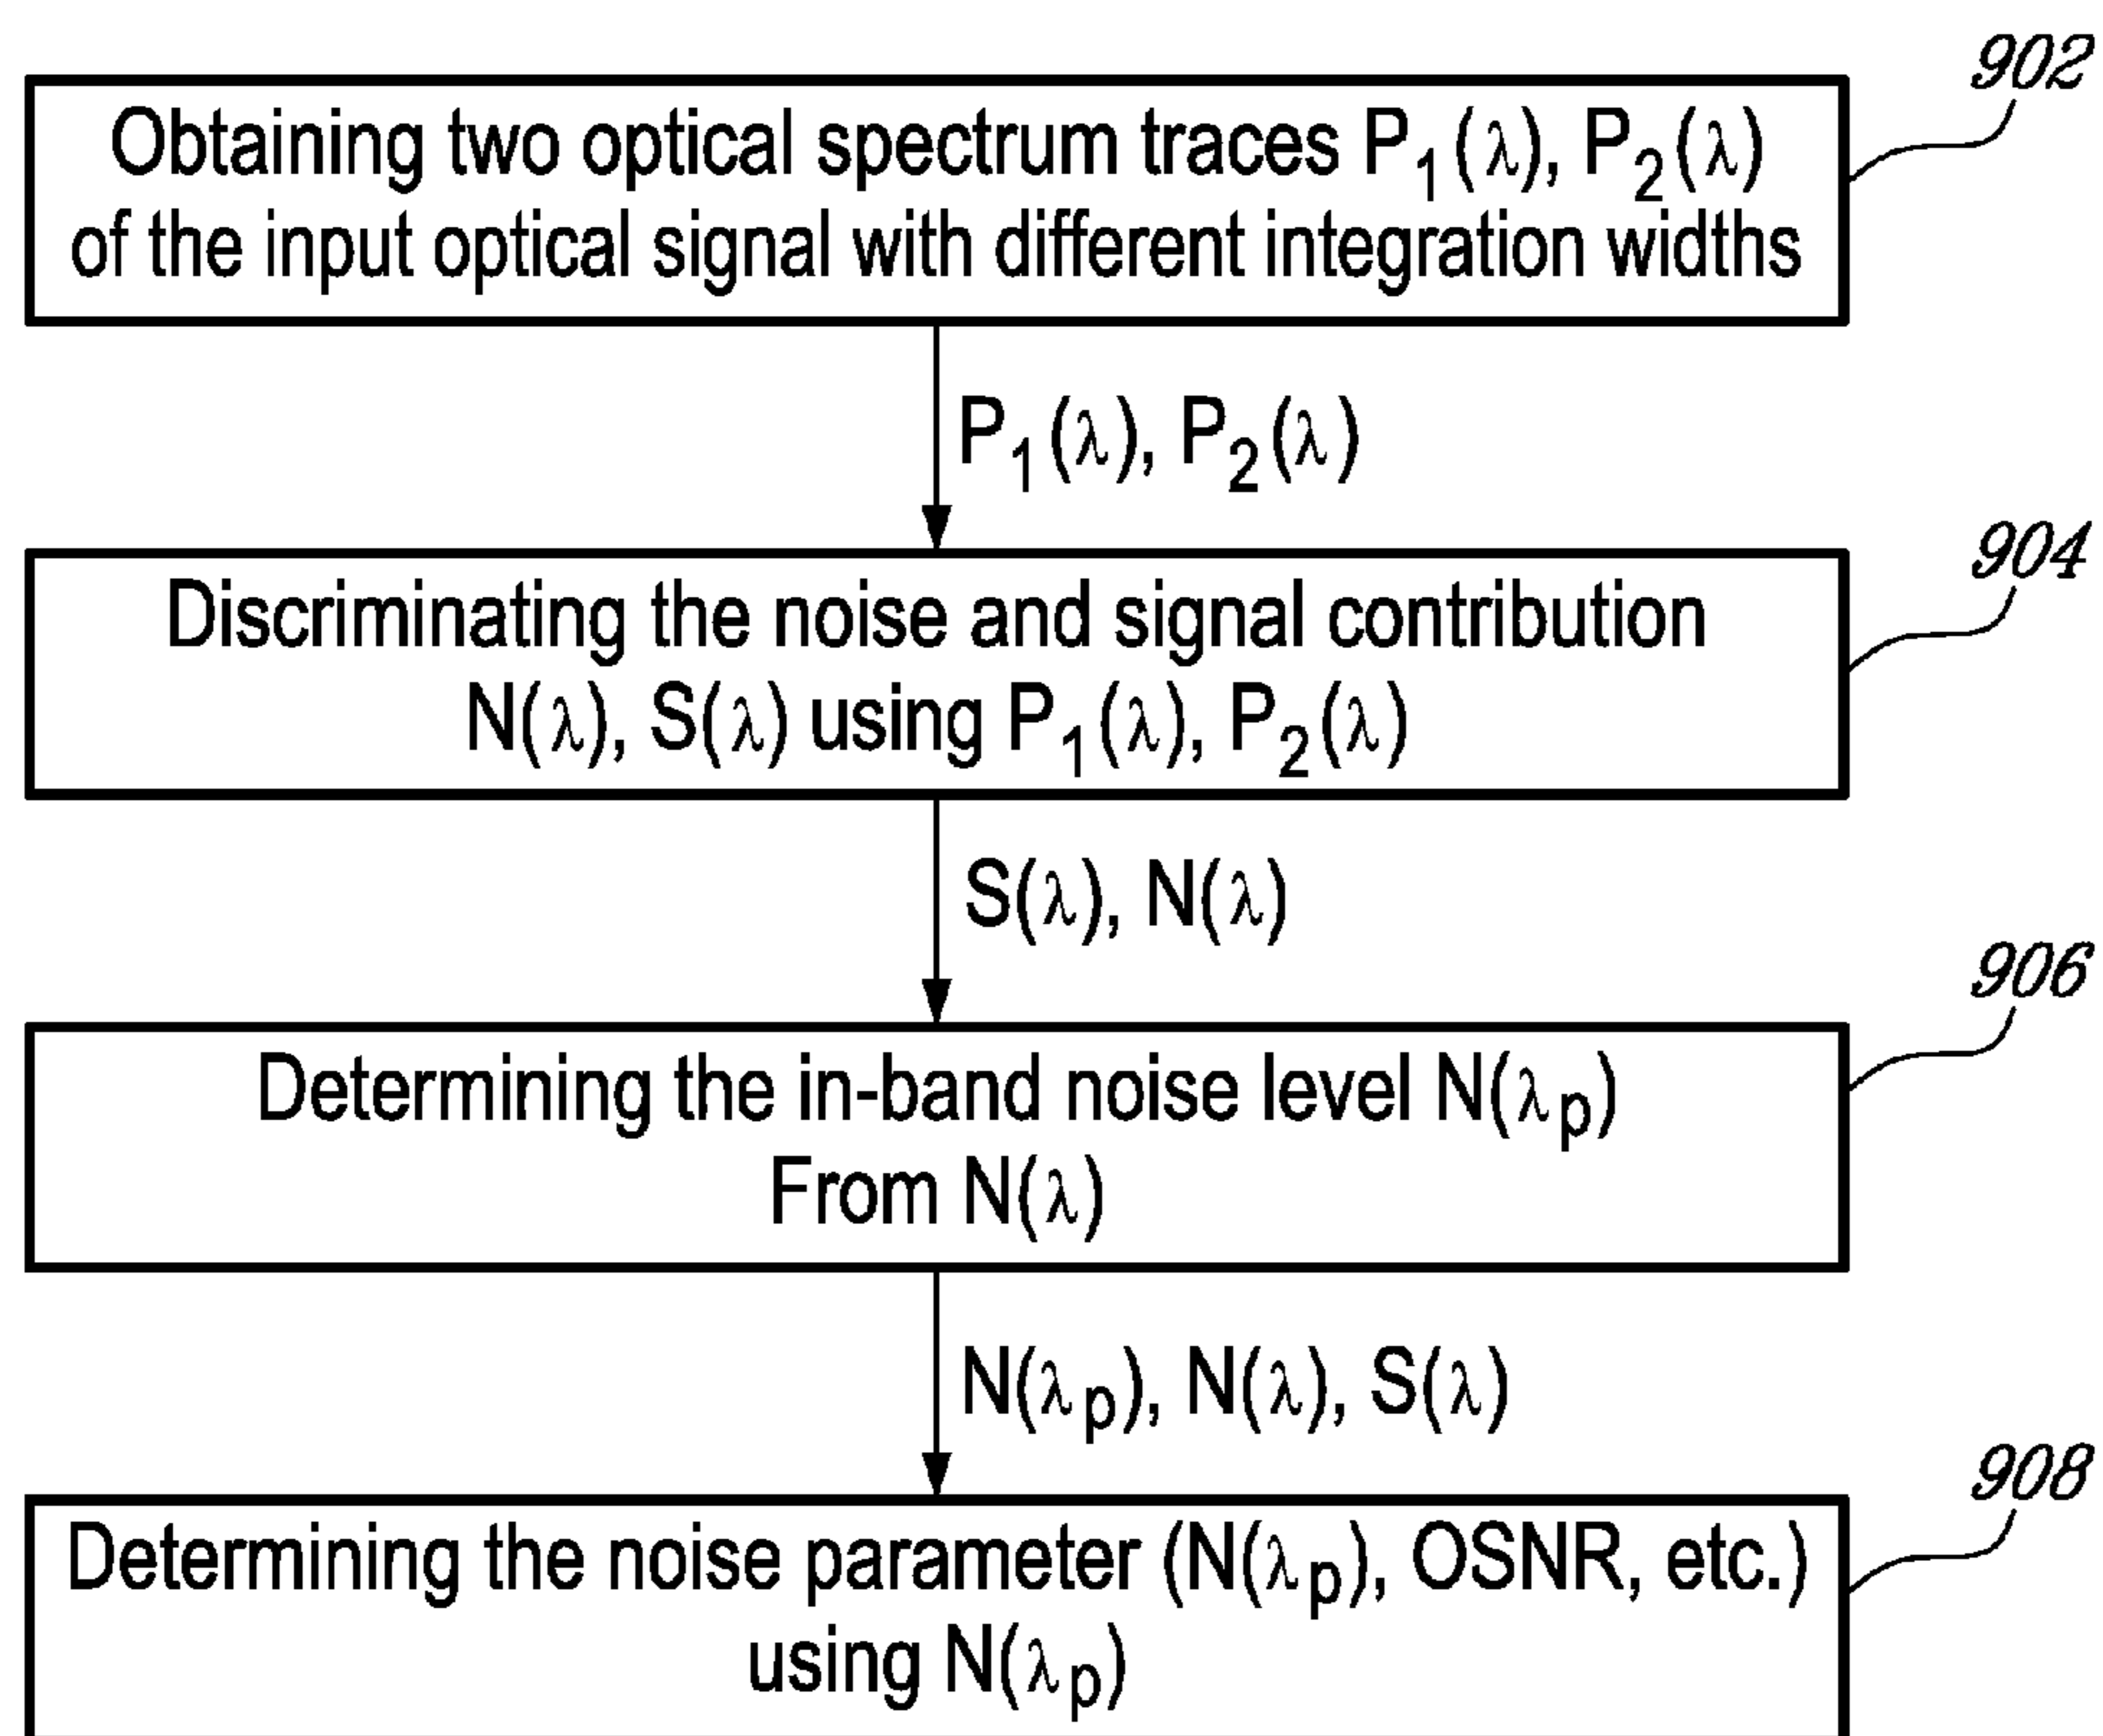 902
Obtaining two optical spectrum traces P₁(λ), P₂(λ)
of the input optical signal with different integration widths
P₁(λ), P₂(λ)
904
Discriminating the noise and signal contribution
N(λ), S(λ) using P₁(λ), P₂(λ)
S(λ), N(λ)
906
Determining the in-band noise level N(λₚ)
From N(λ)
N(λₚ), N(λ), S(λ)
908
Determining the noise parameter (N(λₚ), OSNR, etc.)
using N(λₚ)